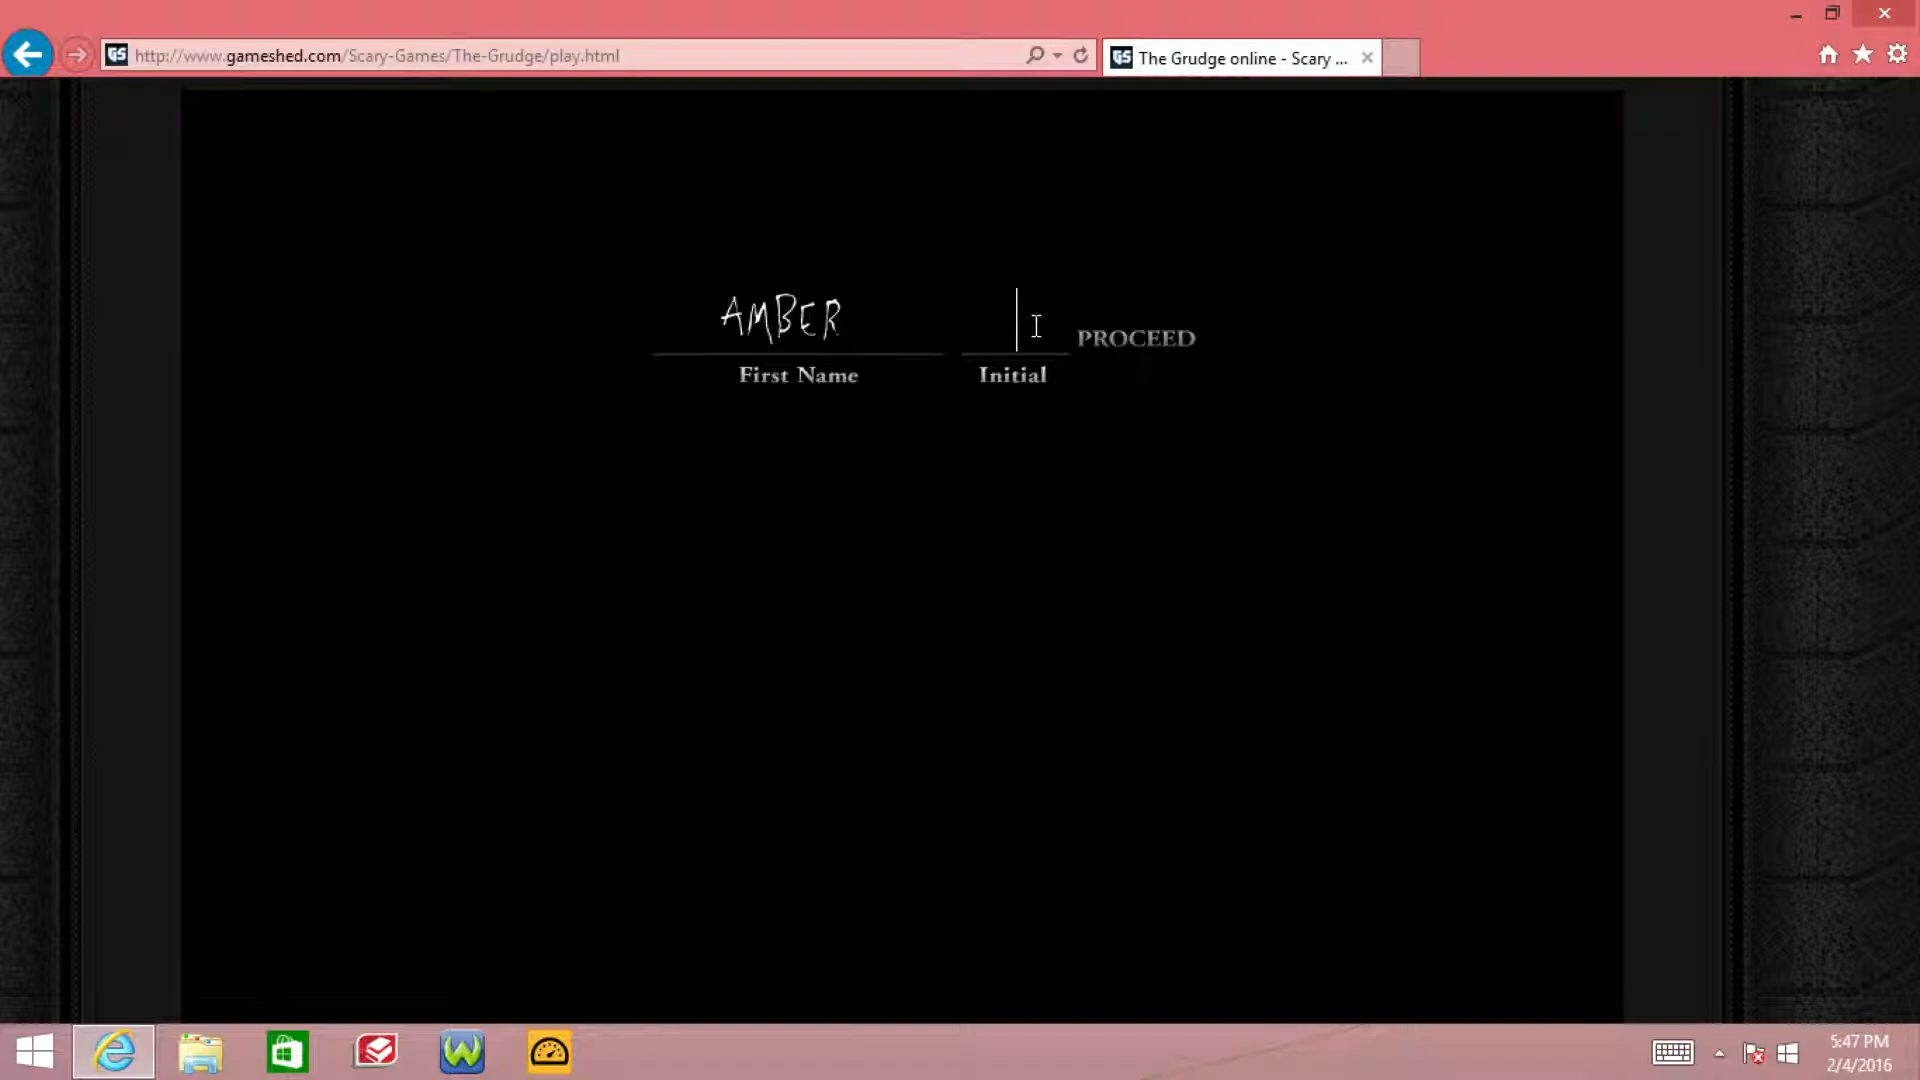 http://www.gameshed.com/Scary-Games/The-Grudge/play.html
GS The Grudge online - Scary ...
AMBER
PROCEED
First Name Initial
5:47 PM
2/4/2016